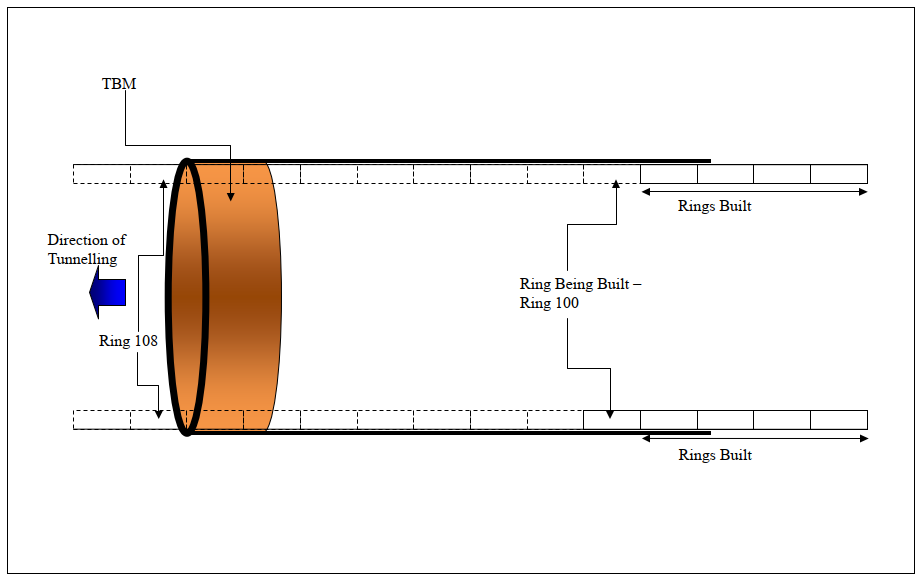 TBM
Rings Built
Direction of
Tunnelling
Ring Being Built –
Ring 100
Ring 108
Rings Built